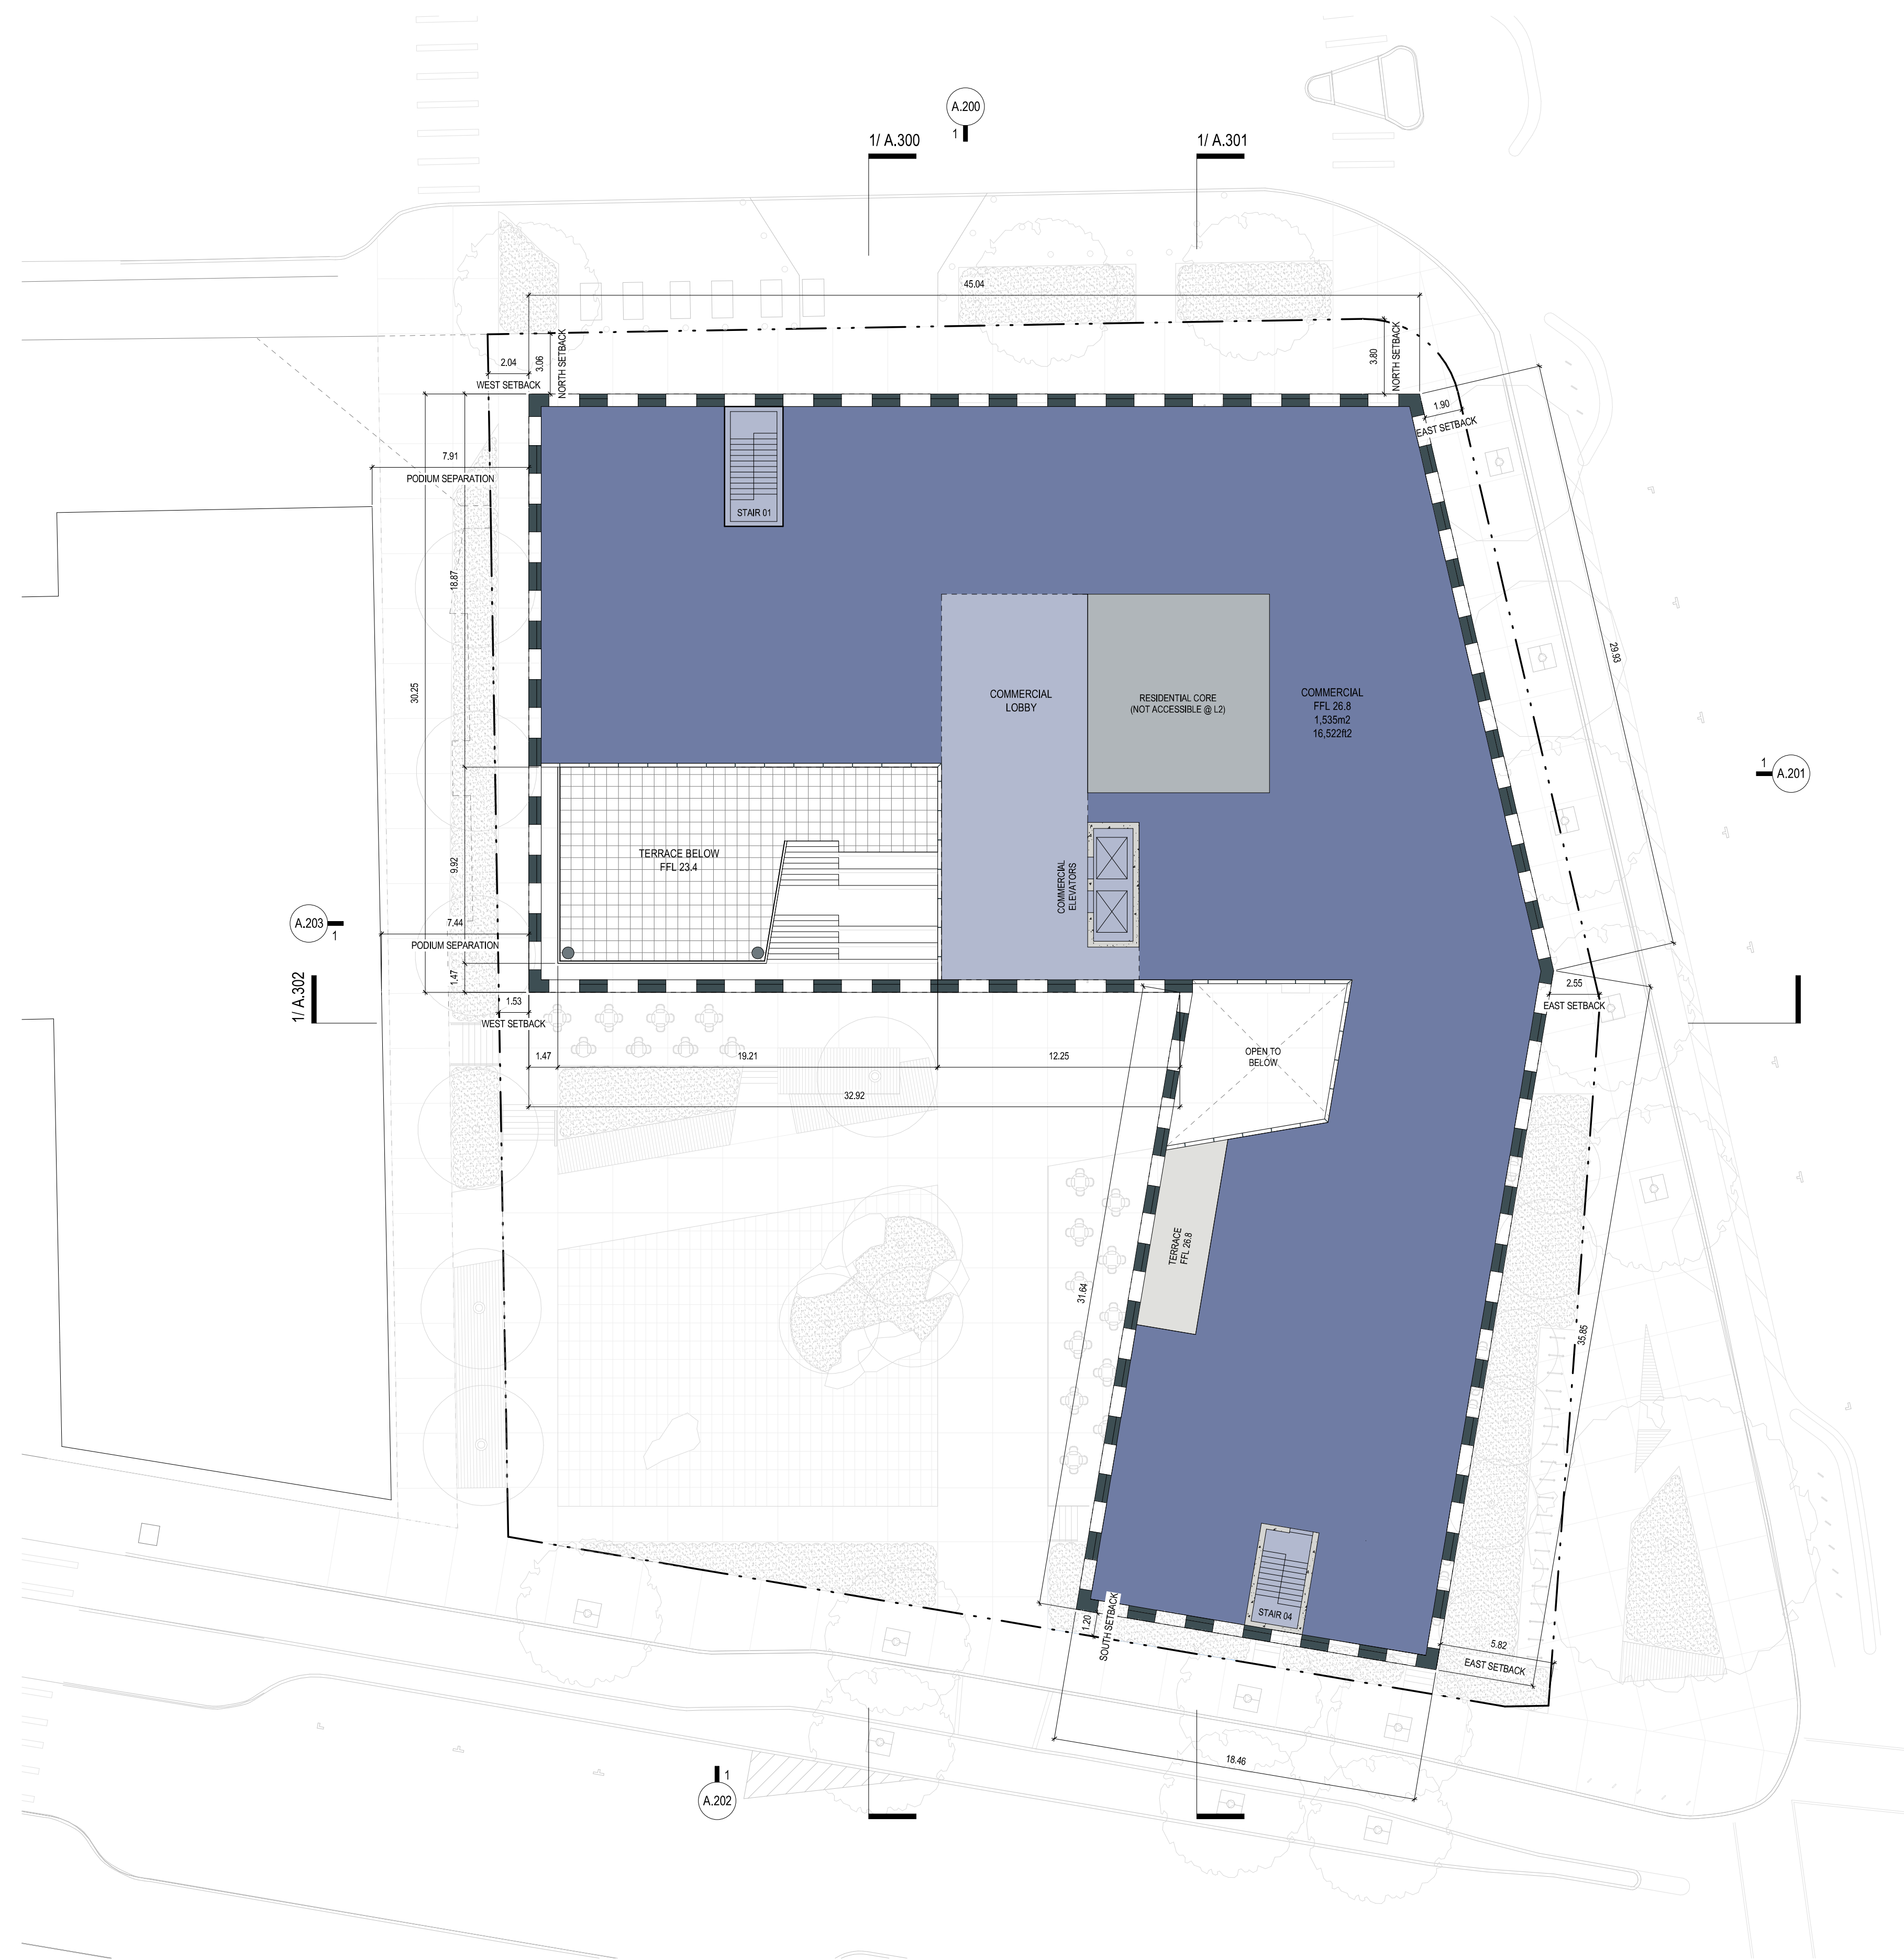 A.200
1
1/ A.300
1/ A.301
45.04
2.04
3.06
NORTH SETBACK
3.80
NORTH SETBACK
WEST SETBACK
1.90
EAST SETBACK
7.91
PODIUM SEPARATION
STAIR 01
18.87
29.93
30.25
COMMERCIAL
LOBBY
RESIDENTIAL CORE
(NOT ACCESSIBLE @ L2)
COMMERCIAL
FFL 26.8
1,535m2
16,522ft2
1
A.201
TERRACE BELOW
FFL 23.4
9.92
COMMERCIAL
ELEVATORS
A.203
1
7.44
PODIUM SEPARATION
1.47
1/ A.302
2.55
EAST SETBACK
1.53
WEST SETBACK
1.47
19.21
12.25
OPEN TO
BELOW
32.92
TERRACE
FFL 26.8
31.64
35.85
STAIR 04
1.20
SOUTH SETBACK
5.82
EAST SETBACK
18.46
1
A.202